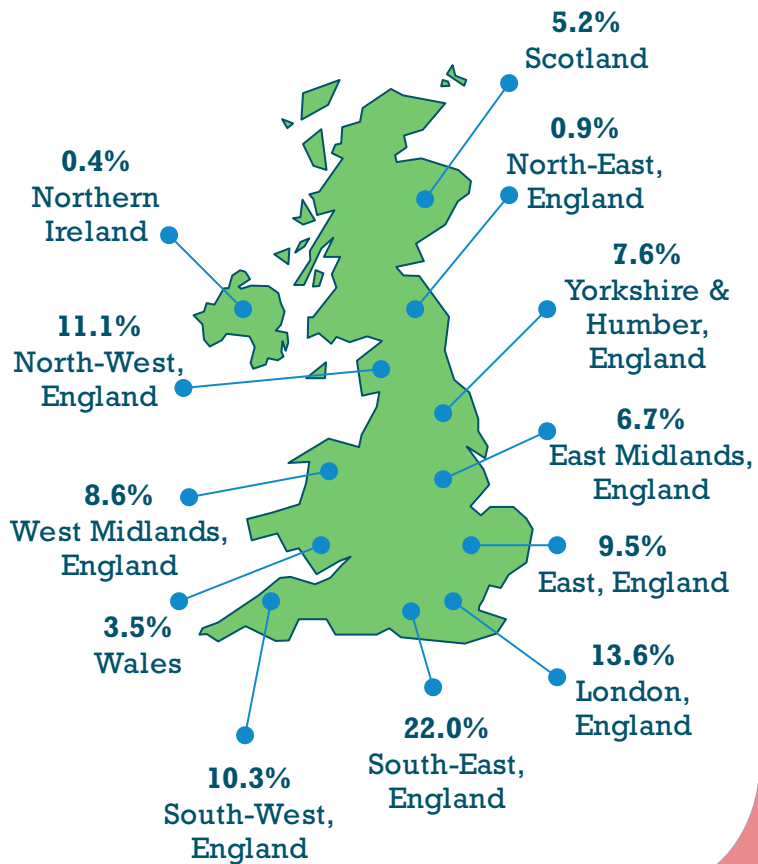 5.2%
Scotland
0.9%
North-East,
England
0.4%
Northern
Ireland
7.6%
Yorkshire &
Humber,
England
11.1%
North-West,
England
6.7%
East Midlands,
England
8.6%
West Midlands,
England
9.5%
East, England
3.5%
Wales
13.6%
London,
England
22.0%
South-East,
England
10.3%
South-West,
England